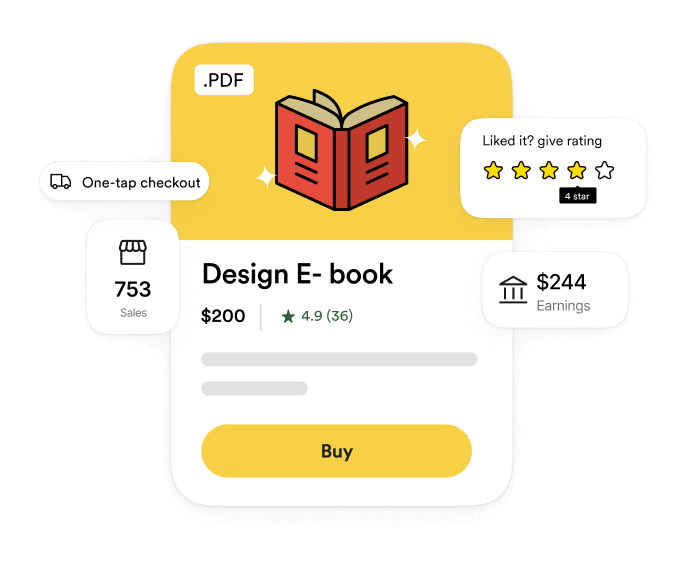 .PDF
Liked it? give rating
4 star
One-tap checkout
753
Sales
Design E- book
$200
4.9 (36)
$244
Earnings
Buy